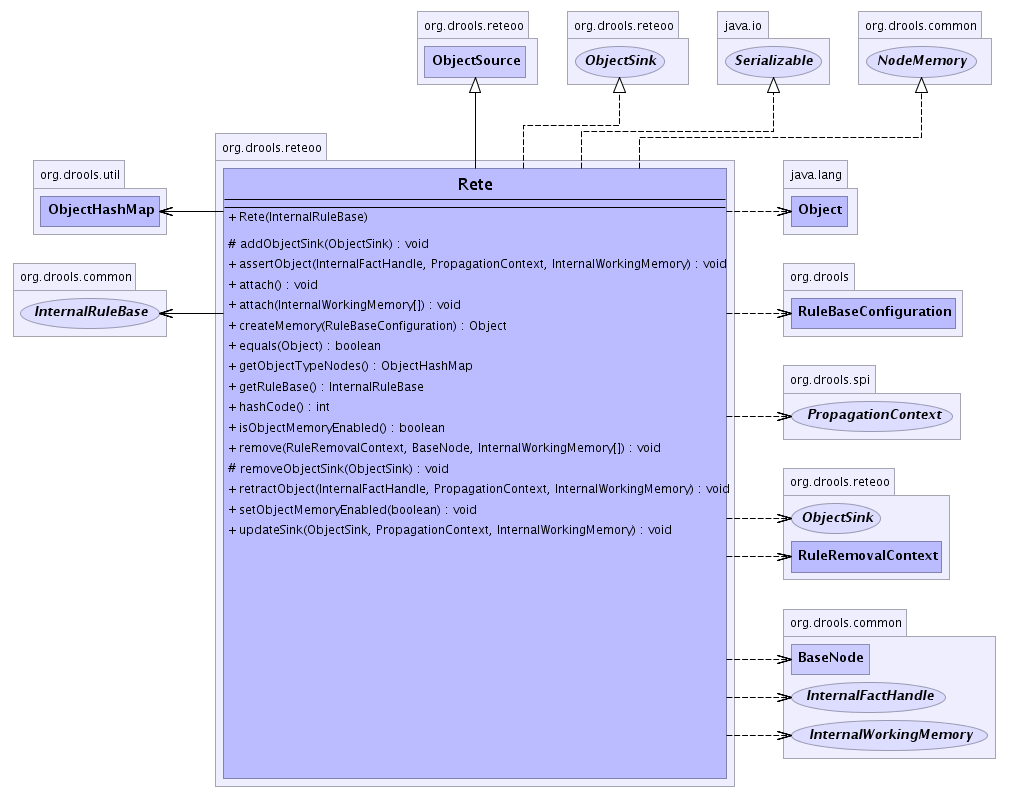 org.drools.reteoo
ObjectSource
org.drools.reteoo
ObjectSink
java.io
Serializable
org.drools.common
NodeMemory
org.drools.util
ObjectHashMap
org.drools.common
InternalRuleBase
org.drools.reteoo
Rete
+ Rete(InternalRuleBase)
# addObjectSink(ObjectSink) : void
+ assertObject(InternalFactHandle, PropagationContext, InternalWorkingMemory) : void
+ attach() : void
+ attach(InternalWorkingMemory[]) : void
+ createMemory(RuleBaseConfiguration) : Object
+ equals(Object) : boolean
+ getObjectTypeNodes() : ObjectHashMap
+ getRuleBase() : InternalRuleBase
+ hashCode() : int
+ isObjectMemoryEnabled() : boolean
+ remove(RuleRemovalContext, BaseNode, InternalWorkingMemory[]) : void
# removeObjectSink(ObjectSink) : void
+ retractObject(InternalFactHandle, PropagationContext, InternalWorkingMemory) : void
+ setObjectMemoryEnabled(boolean) : void
+ updateSink(ObjectSink, PropagationContext, InternalWorkingMemory) : void
java.lang
Object
org.drools
RuleBaseConfiguration
org.drools.spi
PropagationContext
org.drools.reteoo
ObjectSink
RuleRemovalContext
org.drools.common
BaseNode
InternalFactHandle
InternalWorkingMemory